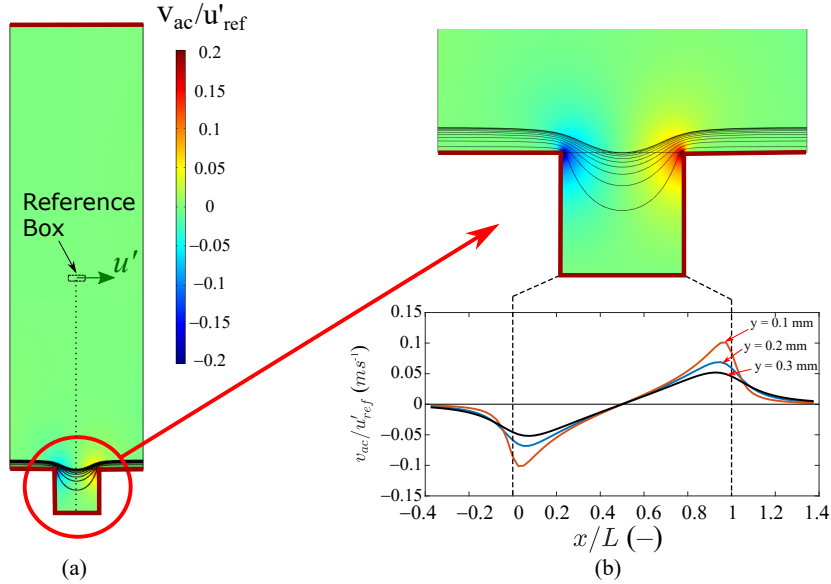 v_ac/u'_ref
0.2
0.15
0.10
0.05
0
−0.05
−0.10
−0.15
−0.2
Reference
Box
u'
(a)
v_ac/u'_ref (ms⁻¹)
0.15
0.1
0.05
0
−0.05
−0.1
−0.15
y = 0.1 mm
y = 0.2 mm
y = 0.3 mm
−0.4 −0.2 0 0.2 0.4 0.6 0.8 1 1.2 1.4
x/L (−)
(b)